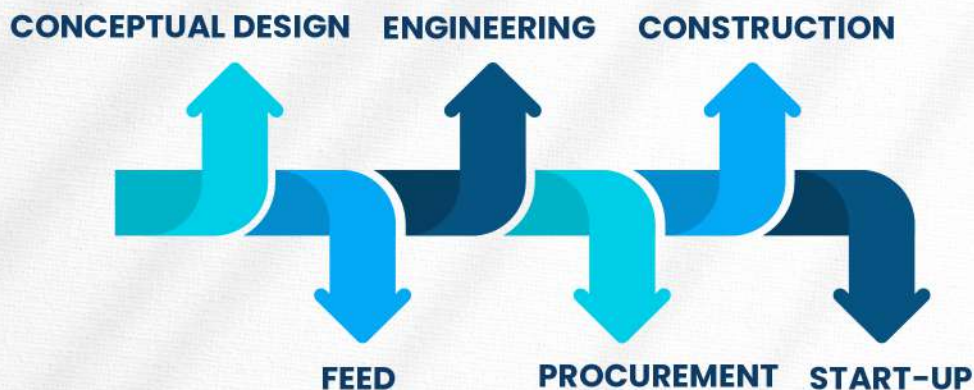 CONCEPTUAL DESIGN
ENGINEERING
CONSTRUCTION
FEED
PROCUREMENT
START-UP